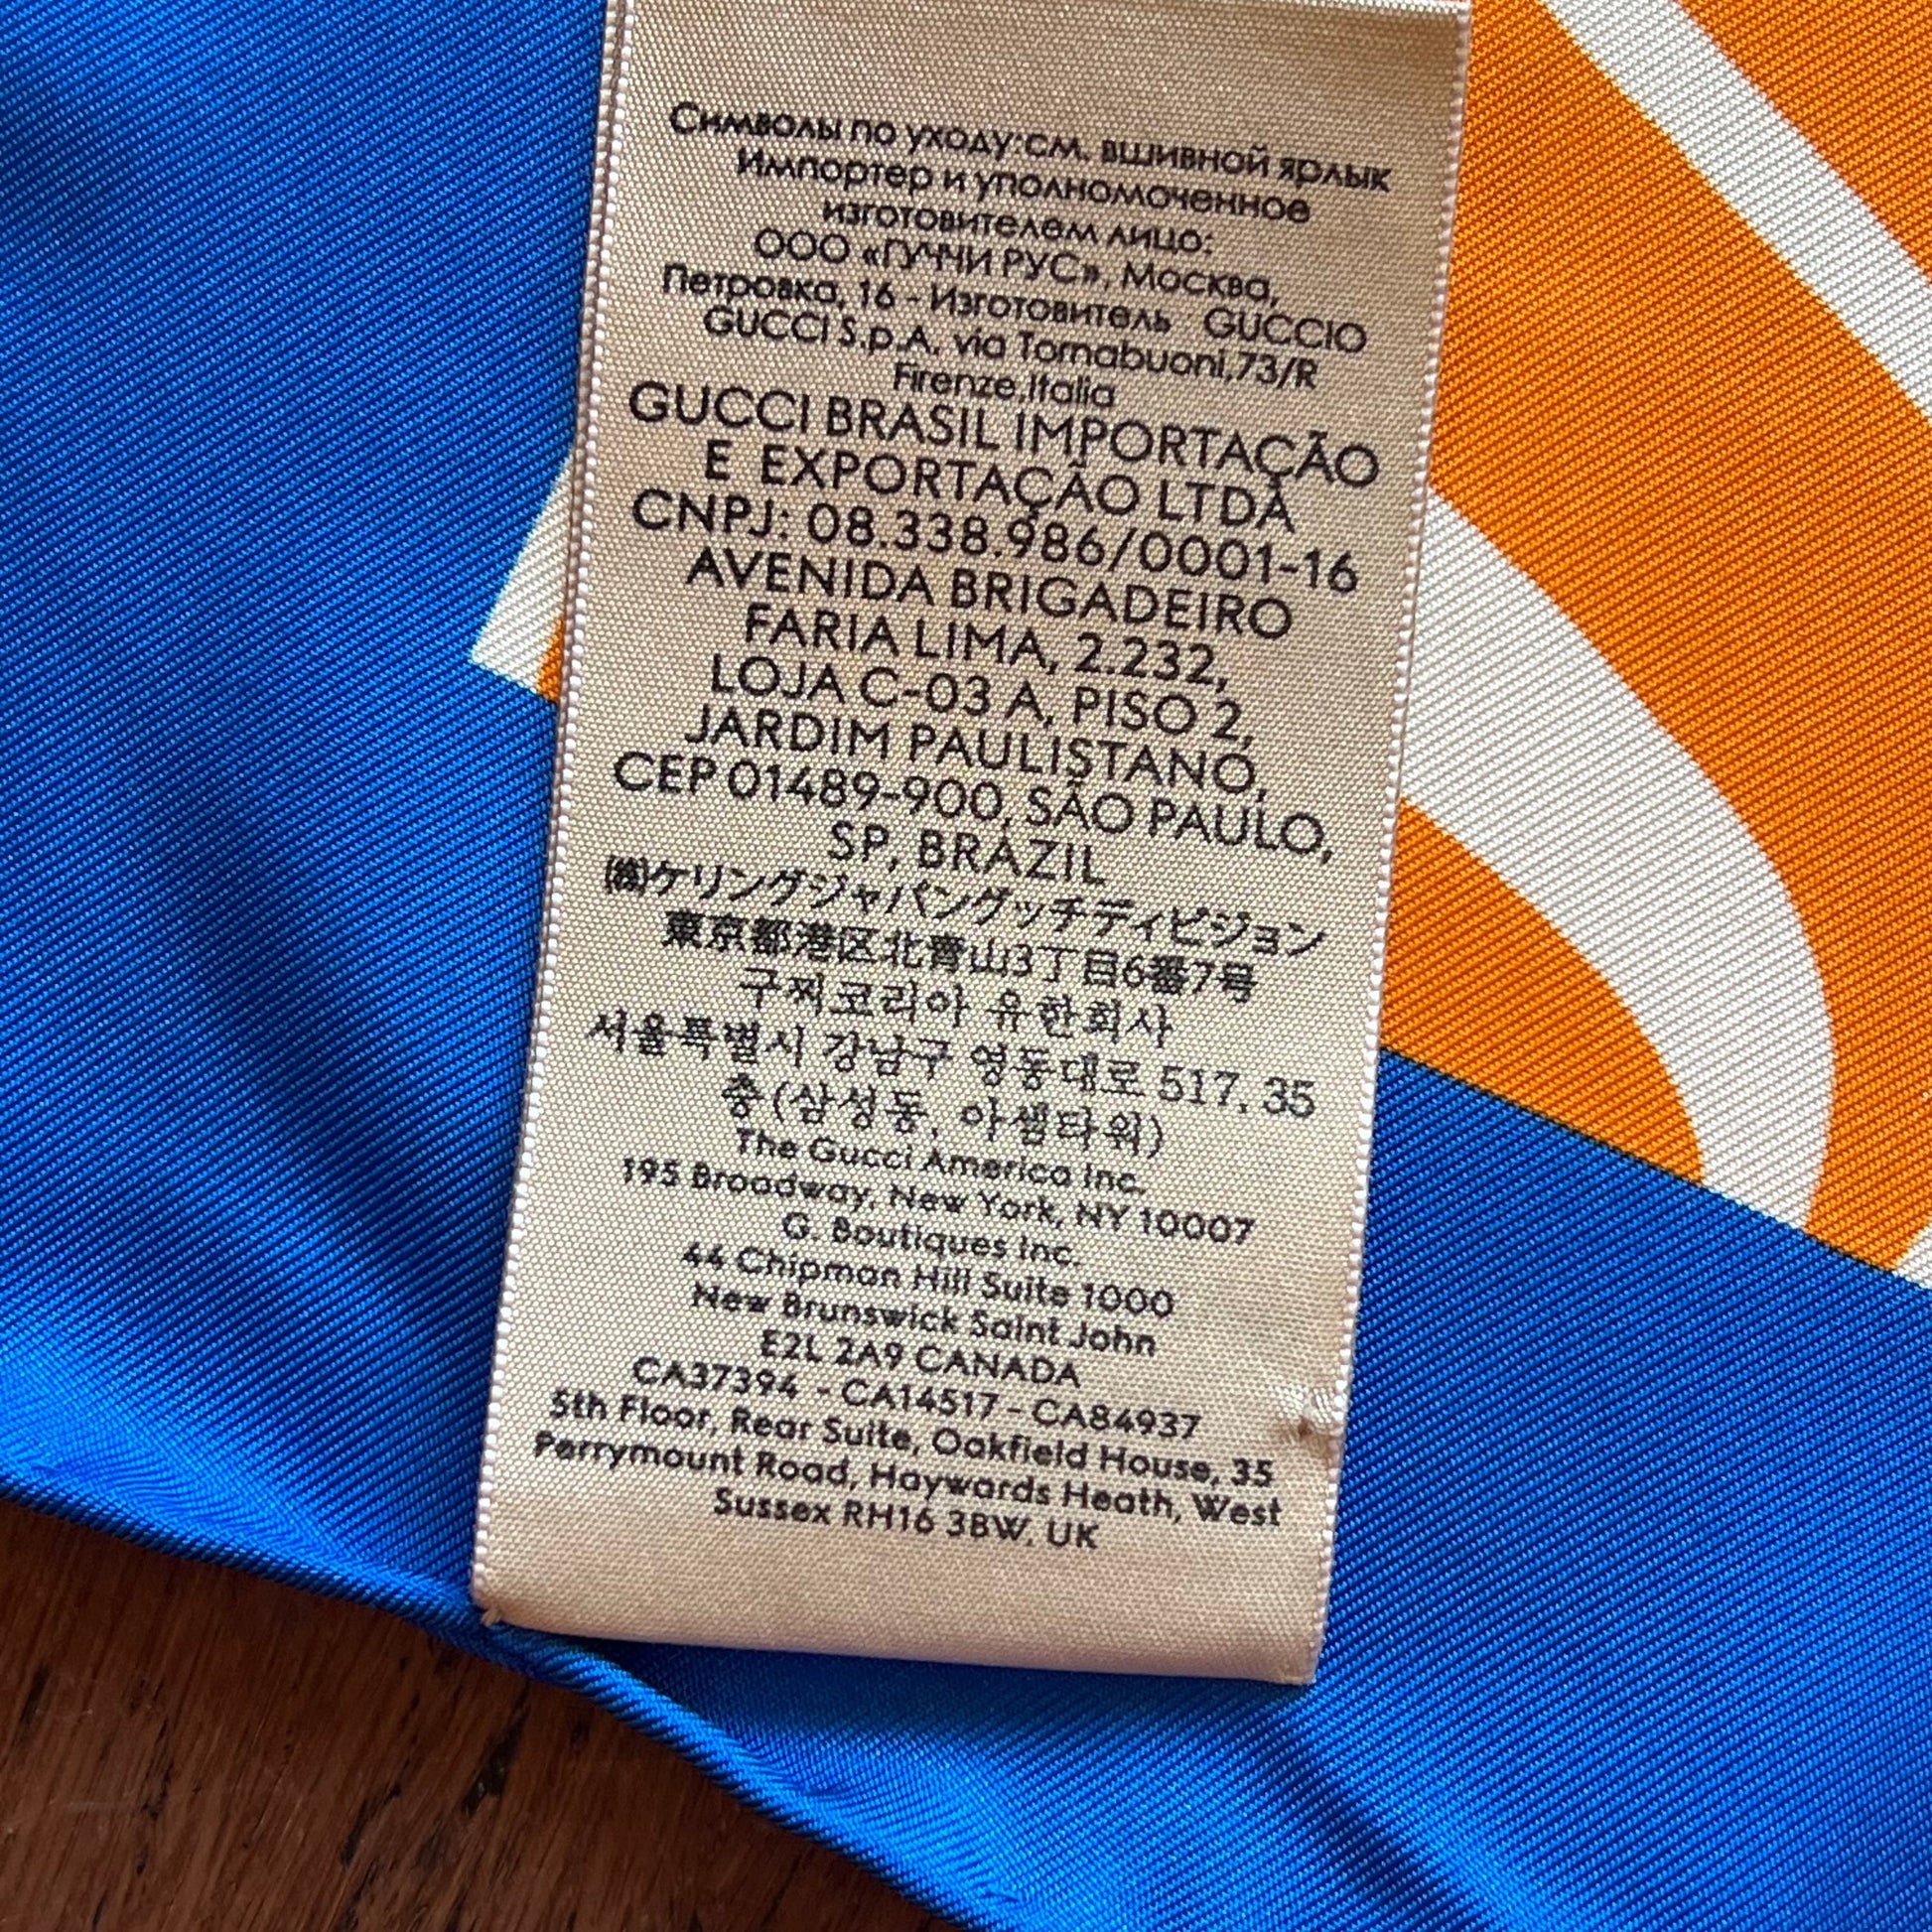 Символы по уходу:см. вшивной ярлык
Импортер и уполномоченное
изготовителем лицо:
ООО «ГУЧЧИ РУС», Москва,
Петровка, 16 - Изготовитель : GUCCIO
GUCCI S.p.A. via Tornabuoni,73/R
Firenze,Italia
GUCCI BRASIL IMPORTAÇÃO
E EXPORTAÇÃO LTDA
CNPJ: 08.338.986/0001-16
AVENIDA BRIGADEIRO
FARIA LIMA, 2.232,
LOJA C-03 A, PISO 2,
JARDIM PAULISTANO,
CEP 01489-900, SÃO PAULO,
SP, BRAZIL
㈱ケリングジャパングッチディビジョン
東京都港区北青山3丁目6番7号
구찌코리아 유한회사
서울특별시 강남구 영동대로 517, 35
층(삼성동, 아셈타워)
The Gucci America Inc.
195 Broadway, New York, NY 10007
G. Boutiques Inc.
44 Chipman Hill Suite 1000
New Brunswick Saint John
E2L 2A9 CANADA
CA37394 - CA14517 - CA84937
5th Floor, Rear Suite, Oakfield House, 35
Perrymount Road, Haywards Heath, West
Sussex RH16 3BW, UK